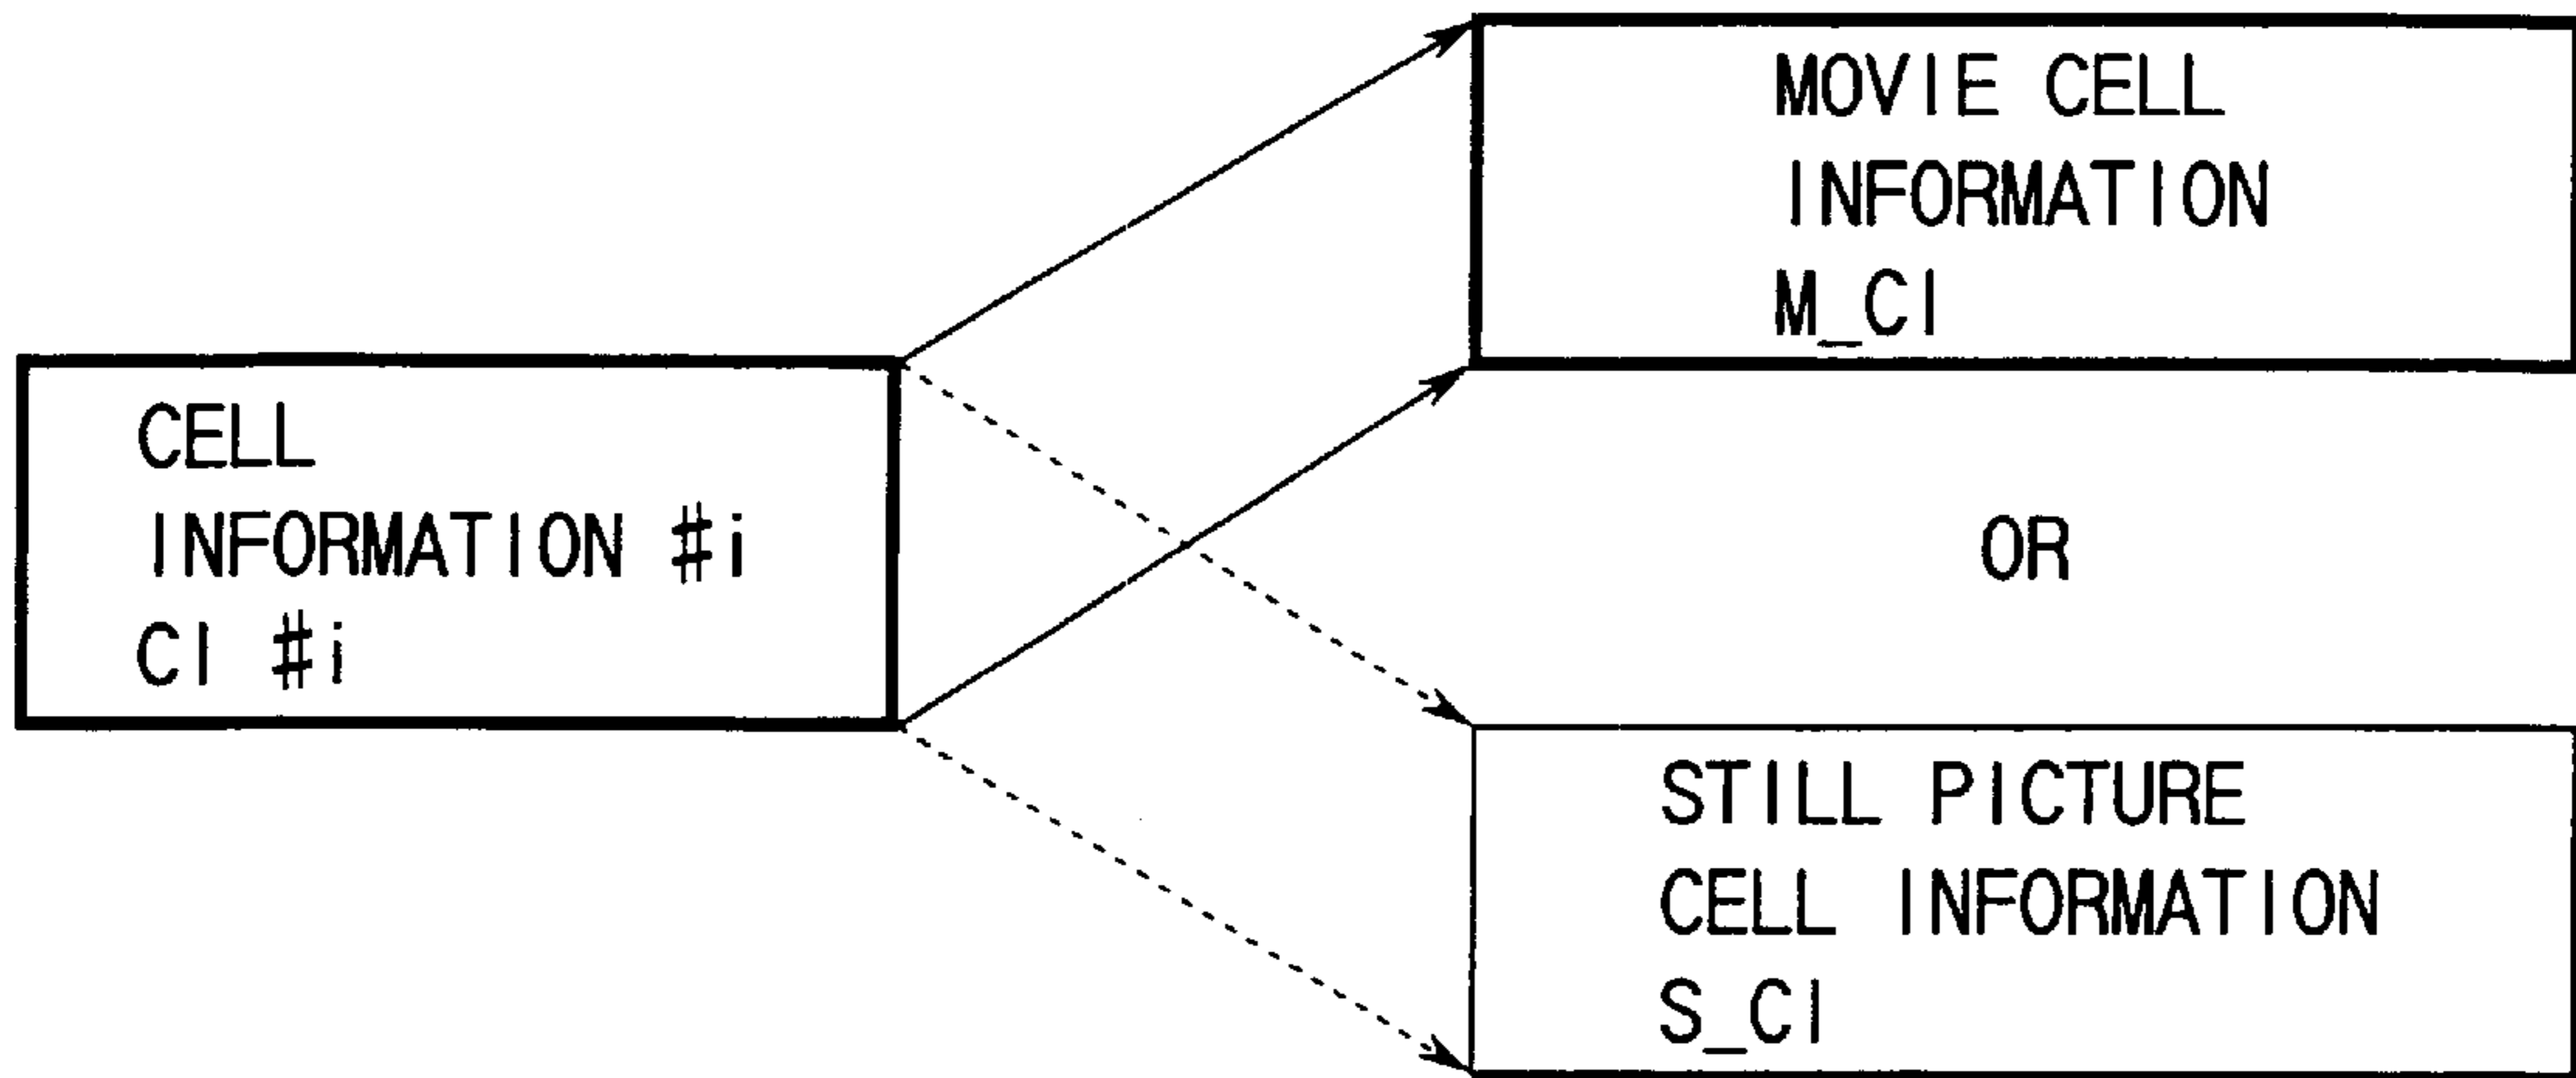 MOVIE CELL
INFORMATION
M_CI
CELL
INFORMATION #i
CI #i
OR
STILL PICTURE
CELL INFORMATION
S_CI